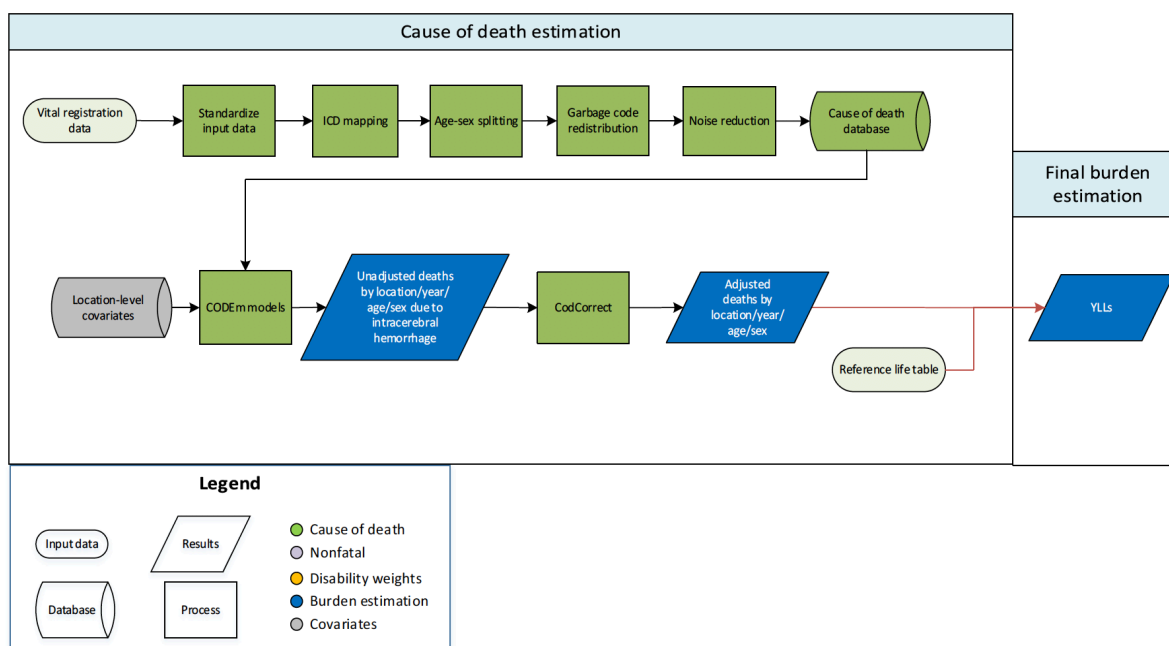 Cause of death estimation
Vital registration
data
Standardize
input data
ICD mapping
Age-sex splitting
Garbage code
redistribution
Noise reduction
Cause of death
database
Final burden
estimation
Location-level
covariates
CODEm models
Unadjusted deaths
by location/year/
age/sex due to
intracerebral
hemorrhage
CodCorrect
Adjusted
deaths by
location/year/
age/sex
YLLs
Reference life table
Legend
Input data
Results
Database
Process
Cause of death
Nonfatal
Disability weights
Burden estimation
Covariates